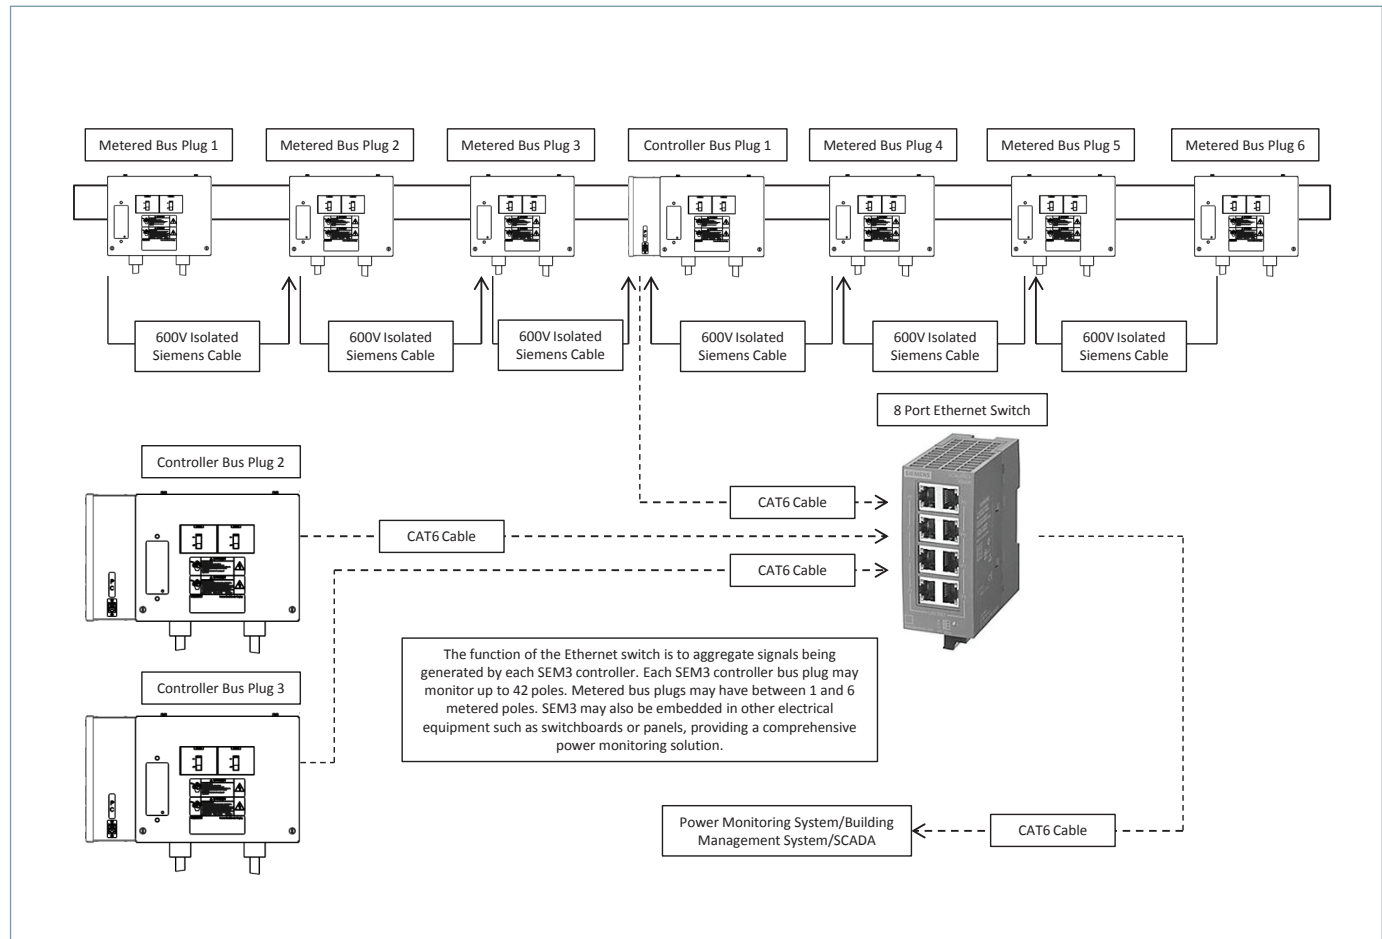 Metered Bus Plug 1
Metered Bus Plug 2
Metered Bus Plug 3
Controller Bus Plug 1
Metered Bus Plug 4
Metered Bus Plug 5
Metered Bus Plug 6
600V Isolated
Siemens Cable
600V Isolated
Siemens Cable
600V Isolated
Siemens Cable
600V Isolated
Siemens Cable
600V Isolated
Siemens Cable
600V Isolated
Siemens Cable
8 Port Ethernet Switch
SIEMENS
Controller Bus Plug 2
CAT6 Cable
CAT6 Cable
CAT6 Cable
The function of the Ethernet switch is to aggregate signals being
generated by each SEM3 controller. Each SEM3 controller bus plug may
monitor up to 42 poles. Metered bus plugs may have between 1 and 6
metered poles. SEM3 may also be embedded in other electrical
equipment such as switchboards or panels, providing a comprehensive
power monitoring solution.
Controller Bus Plug 3
Power Monitoring System/Building
Management System/SCADA
CAT6 Cable